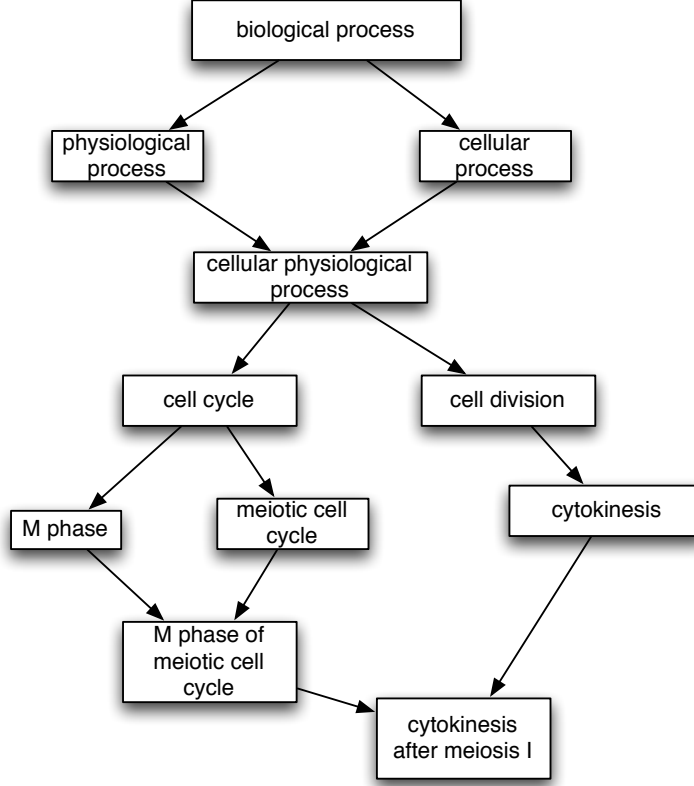 biological process
physiological
process
cellular
process
cellular physiological
process
cell cycle
cell division
M phase
meiotic cell
cycle
cytokinesis
M phase of
meiotic cell
cycle
cytokinesis
after meiosis I